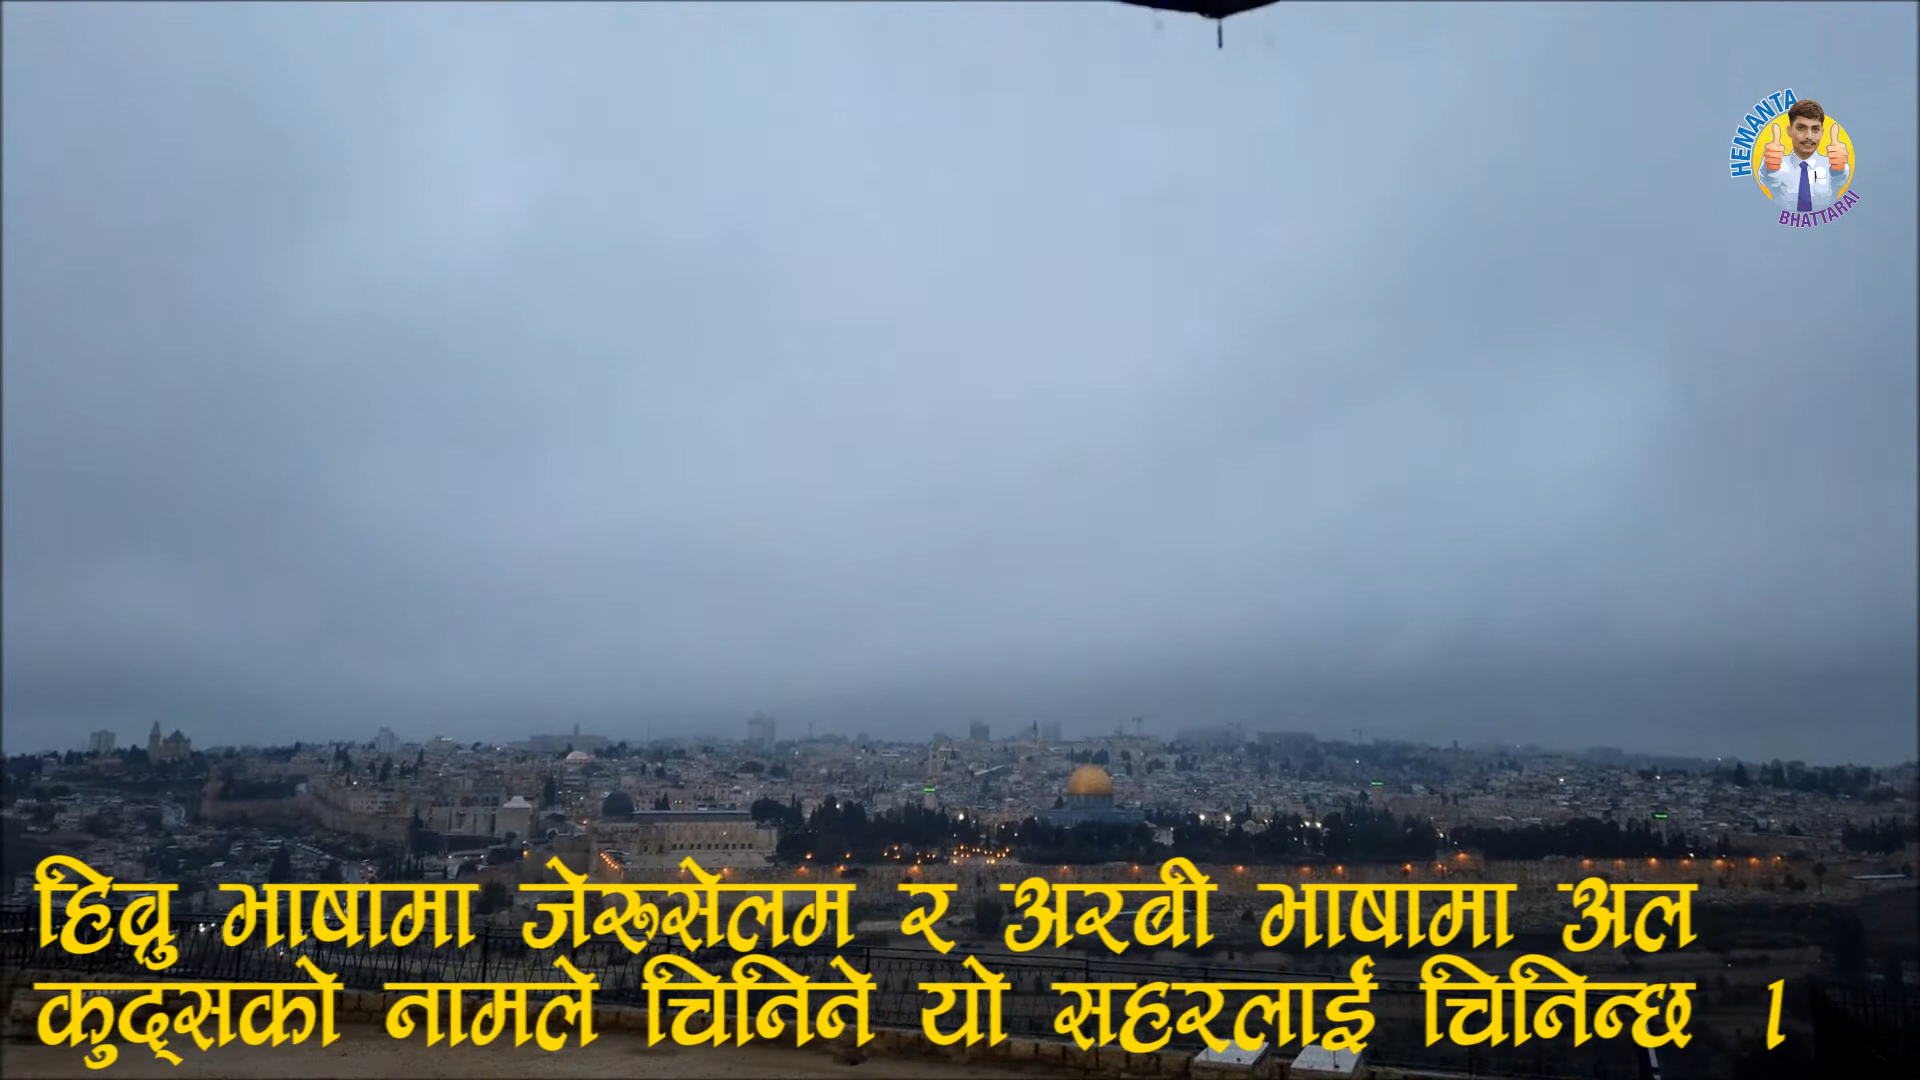 HEMANTA
BHATTARAI
हिब्रु भाषामा जेरूसेलम र अरबी भाषामा अल
कुद्सको नामले चिनिने यो सहरलाई चिनिन्छ ।